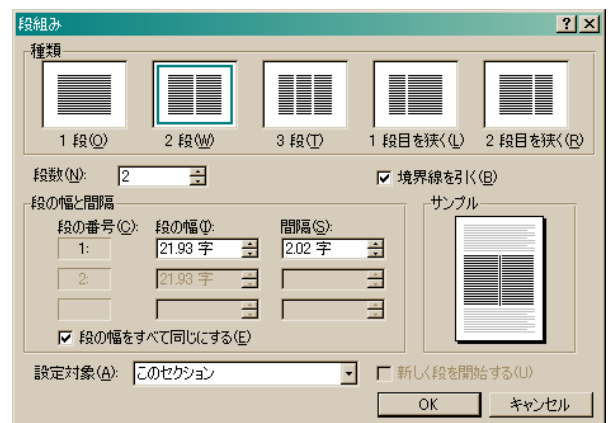 段組み
種類
1 段(O) 2 段(W) 3 段(T) 1 段目を狭く(L) 2 段目を狭く(R)
段数(N): 2 境界線を引く(B)
段の幅と間隔 サンプル
段の番号(C): 段の幅(I): 間隔(S):
1: 21.93 字 2.02 字
2: 21.93 字
段の幅をすべて同じにする(E)
設定対象(A): このセクション 新しく段を開始する(U)
OK キャンセル